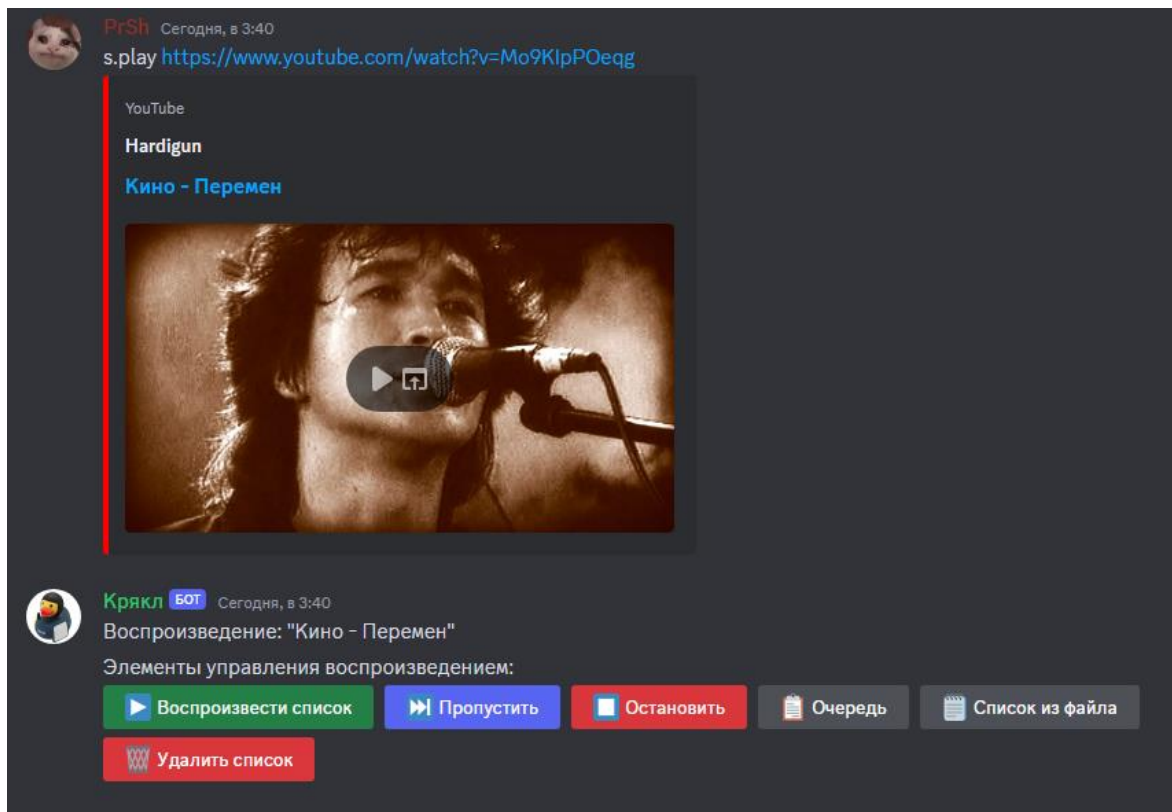 PrSh Сегодня, в 3:40
s.play https://www.youtube.com/watch?v=Mo9KIpPOeqg
YouTube
Hardigun
Кино - Перемен
Крякл БОТ Сегодня, в 3:40
Воспроизведение: "Кино - Перемен"
Элементы управления воспроизведением:
Воспроизвести список Пропустить Остановить Очередь Список из файла
Удалить список